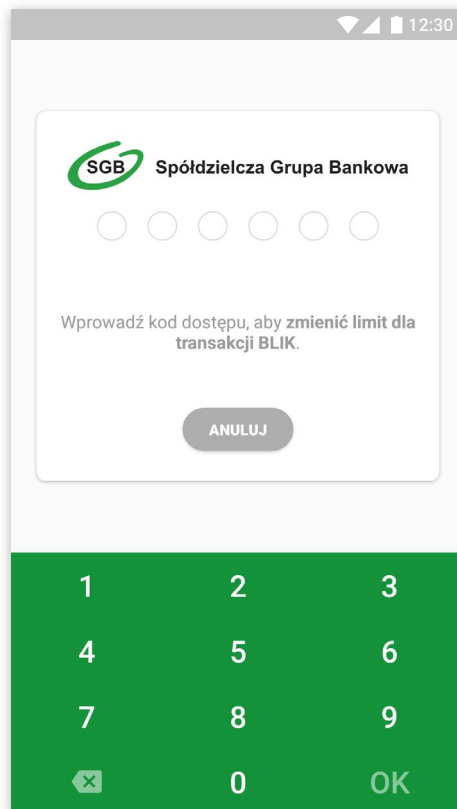 12:30
SGB Spółdzielcza Grupa Bankowa
Wprowadź kod dostępu, aby zmienić limit dla
transakcji BLIK.
ANULUJ
1 2 3
4 5 6
7 8 9
0 OK